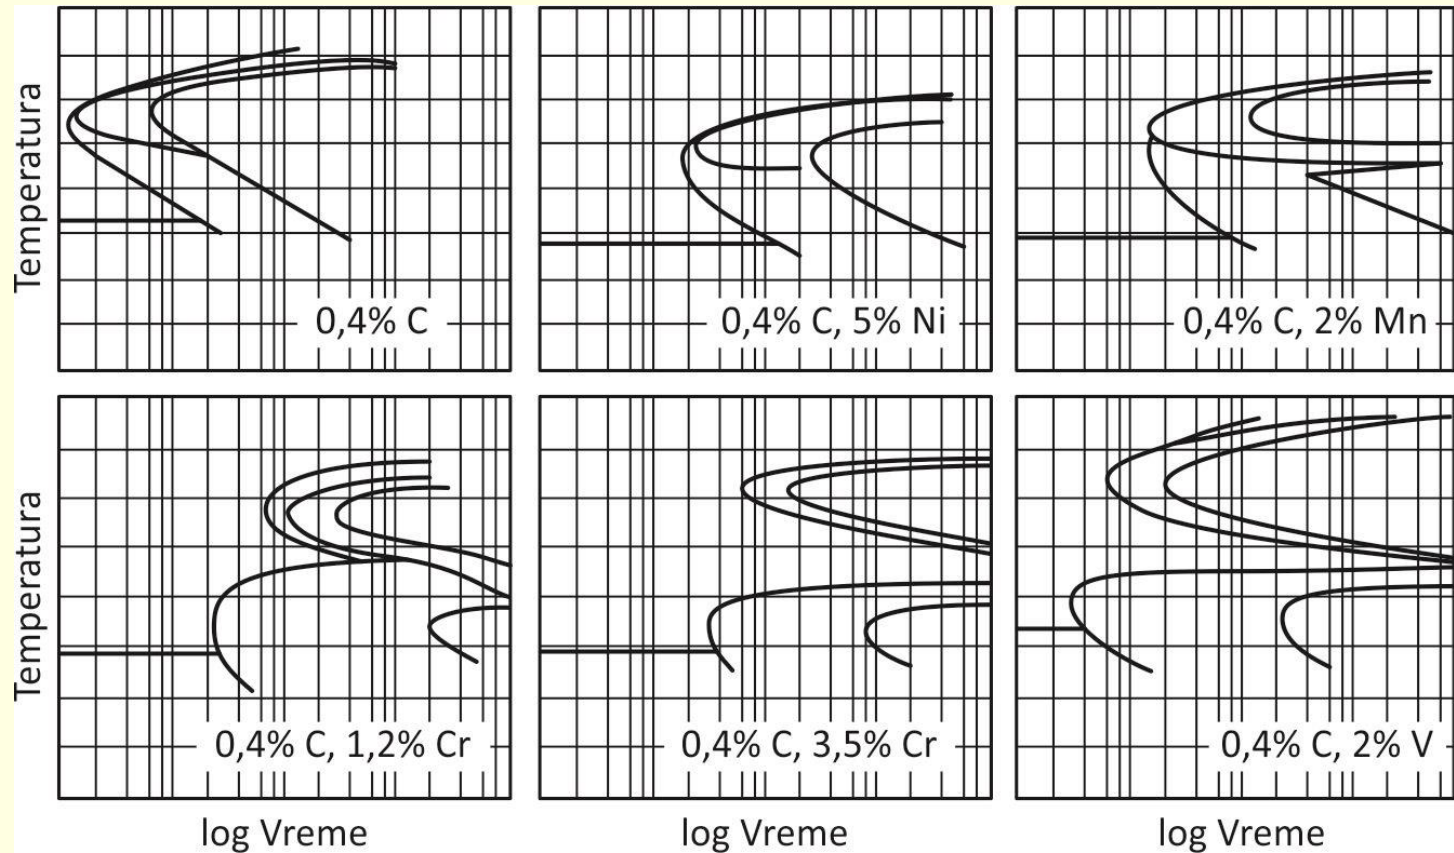 Temperatura
0,4% C
0,4% C, 5% Ni
0,4% C, 2% Mn
Temperatura
0,4% C, 1,2% Cr
0,4% C, 3,5% Cr
0,4% C, 2% V
log Vreme
log Vreme
log Vreme